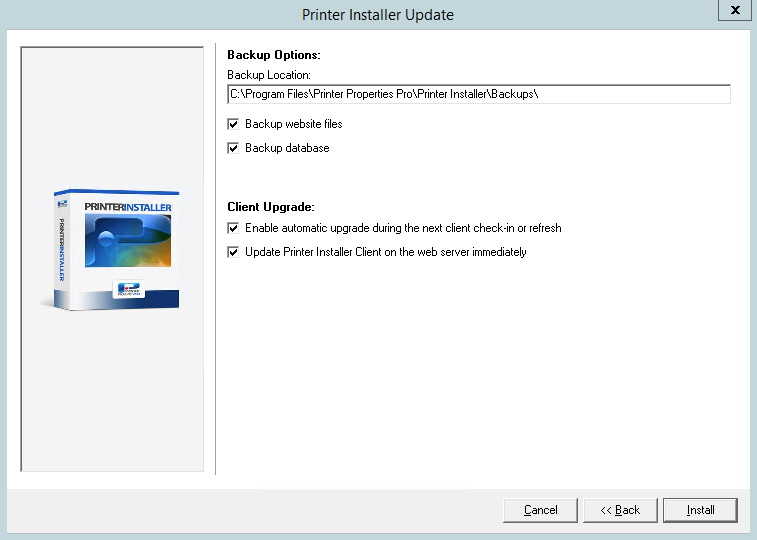 Printer Installer Update
x
Backup Options:
Backup Location:
C:\Program Files\Printer Properties Pro\Printer Installer\Backups\
Backup website files
Backup database
PRINTERINSTALLER
PRINTERINSTALLER
Client Upgrade:
Enable automatic upgrade during the next client check-in or refresh
Update Printer Installer Client on the web server immediately
Cancel
<< Back
Install